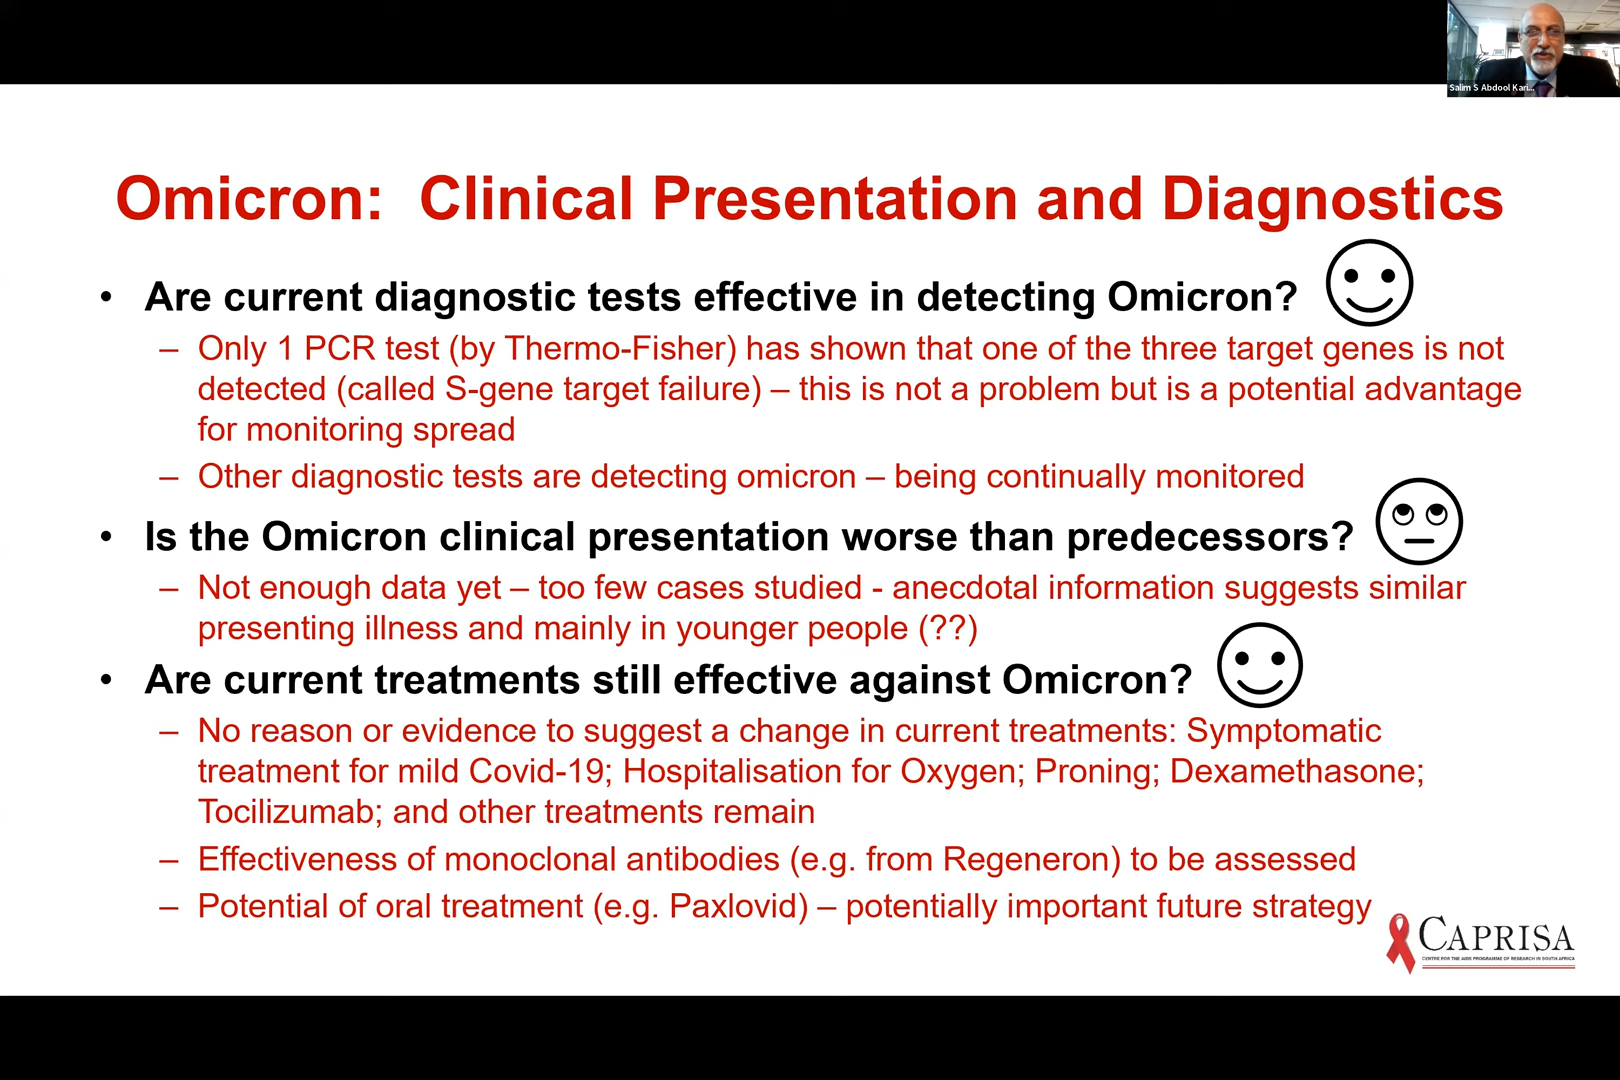 Salim S Abdool Kari...
Omicron: Clinical Presentation and Diagnostics
• Are current diagnostic tests effective in detecting Omicron?
– Only 1 PCR test (by Thermo-Fisher) has shown that one of the three target genes is not
detected (called S-gene target failure) – this is not a problem but is a potential advantage
for monitoring spread
– Other diagnostic tests are detecting omicron – being continually monitored
• Is the Omicron clinical presentation worse than predecessors?
– Not enough data yet – too few cases studied - anecdotal information suggests similar
presenting illness and mainly in younger people (??)
• Are current treatments still effective against Omicron?
– No reason or evidence to suggest a change in current treatments: Symptomatic
treatment for mild Covid-19; Hospitalisation for Oxygen; Proning; Dexamethasone;
Tocilizumab; and other treatments remain
– Effectiveness of monoclonal antibodies (e.g. from Regeneron) to be assessed
– Potential of oral treatment (e.g. Paxlovid) – potentially important future strategy
CAPRISA
CENTRE FOR THE AIDS PROGRAMME OF RESEARCH IN SOUTH AFRICA